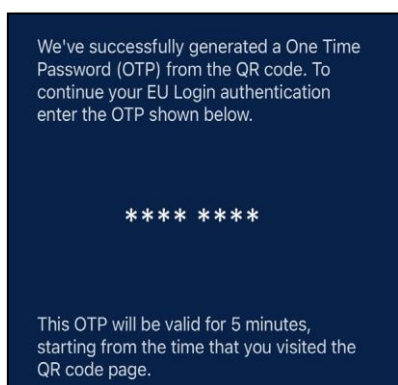 We've successfully generated a One Time
Password (OTP) from the QR code. To
continue your EU Login authentication
enter the OTP shown below.
**** ****
This OTP will be valid for 5 minutes,
starting from the time that you visited the
QR code page.